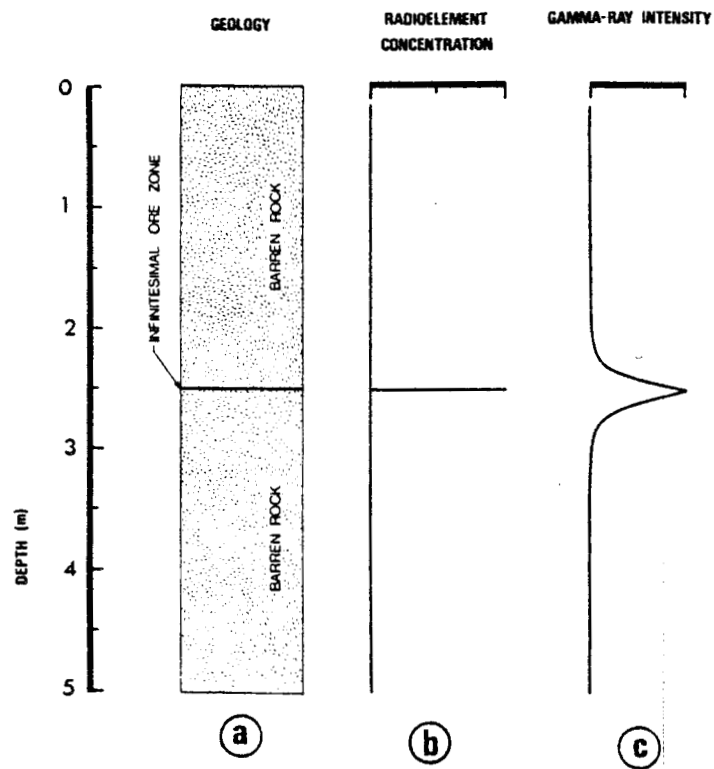 GEOLOGY
RADIOELEMENT
CONCENTRATION
GAMMA-RAY INTENSITY
0
1
2
3
4
5
DEPTH (m)
INFINITESIMAL ORE ZONE
BARREN ROCK
BARREN ROCK
a
b
c